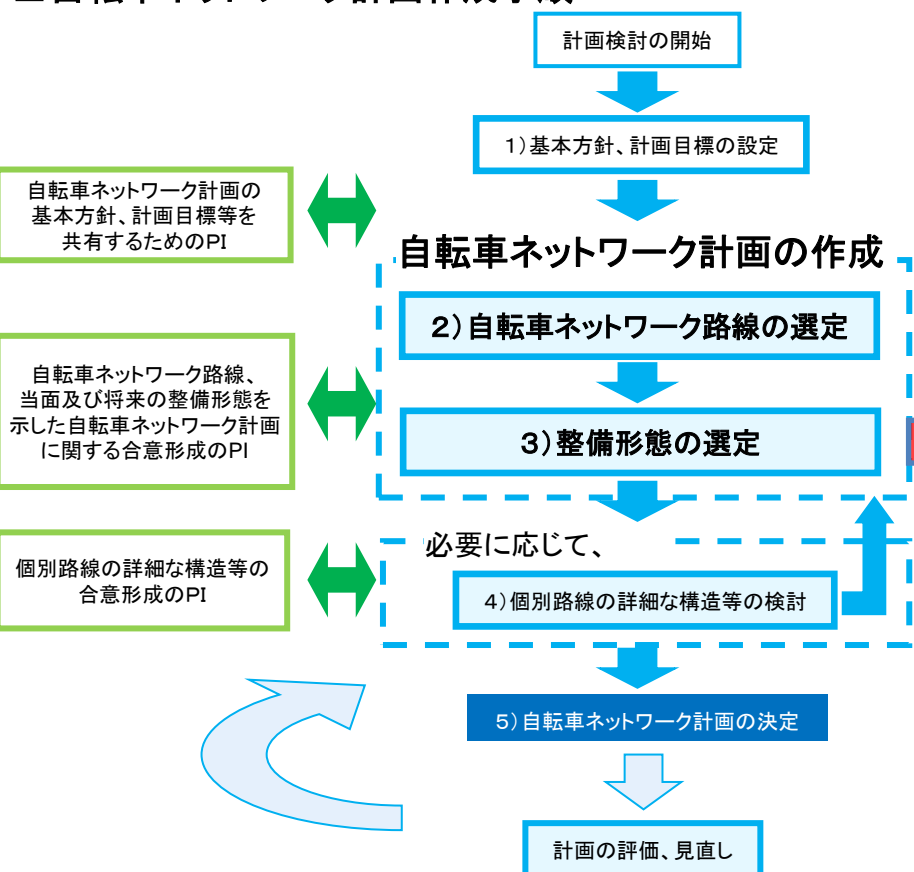 計画検討の開始
1)基本方針、計画目標の設定
自転車ネットワーク計画の
基本方針、計画目標等を
共有するためのPI
自転車ネットワーク計画の作成
2)自転車ネットワーク路線の選定
自転車ネットワーク路線、
当面及び将来の整備形態を
示した自転車ネットワーク計画
に関する合意形成のPI
3)整備形態の選定
必要に応じて、
個別路線の詳細な構造等の
合意形成のPI
4)個別路線の詳細な構造等の検討
5)自転車ネットワーク計画の決定
計画の評価、見直し